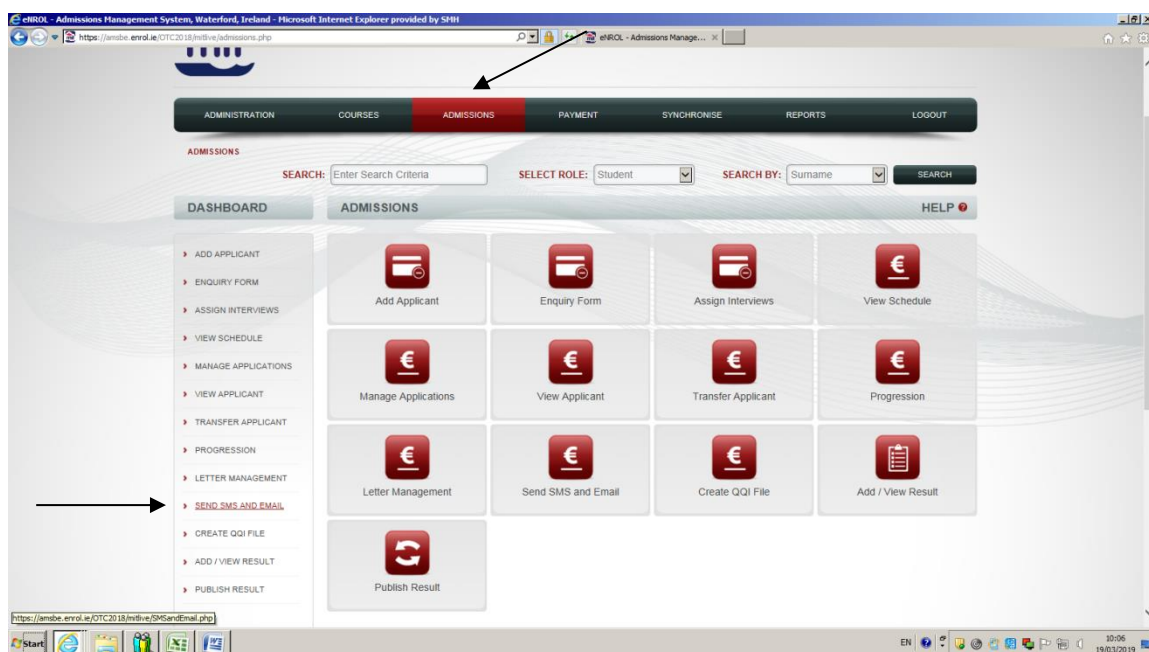 eNROL - Admissions Management System, Waterford, Ireland - Microsoft Internet Explorer provided by SMH
https://amsbe.enrol.ie/OTC2018/mitlive/admissions.php
eNROL - Admissions Manage...
ADMINISTRATION COURSES ADMISSIONS PAYMENT SYNCHRONISE REPORTS LOGOUT
ADMISSIONS
SEARCH: Enter Search Criteria SELECT ROLE: Student SEARCH BY: Surname SEARCH
DASHBOARD ADMISSIONS HELP ?
ADD APPLICANT
ENQUIRY FORM
ASSIGN INTERVIEWS
VIEW SCHEDULE
MANAGE APPLICATIONS
VIEW APPLICANT
TRANSFER APPLICANT
PROGRESSION
LETTER MANAGEMENT
SEND SMS AND EMAIL
CREATE QQI FILE
ADD / VIEW RESULT
PUBLISH RESULT
€
Add Applicant Enquiry Form Assign Interviews View Schedule
€ € € €
Manage Applications View Applicant Transfer Applicant Progression
€ € €
Letter Management Send SMS and Email Create QQI File Add / View Result
Publish Result
https://amsbe.enrol.ie/OTC2018/mitlive/SMSandEmail.php
Start EN 10:06
19/03/2019